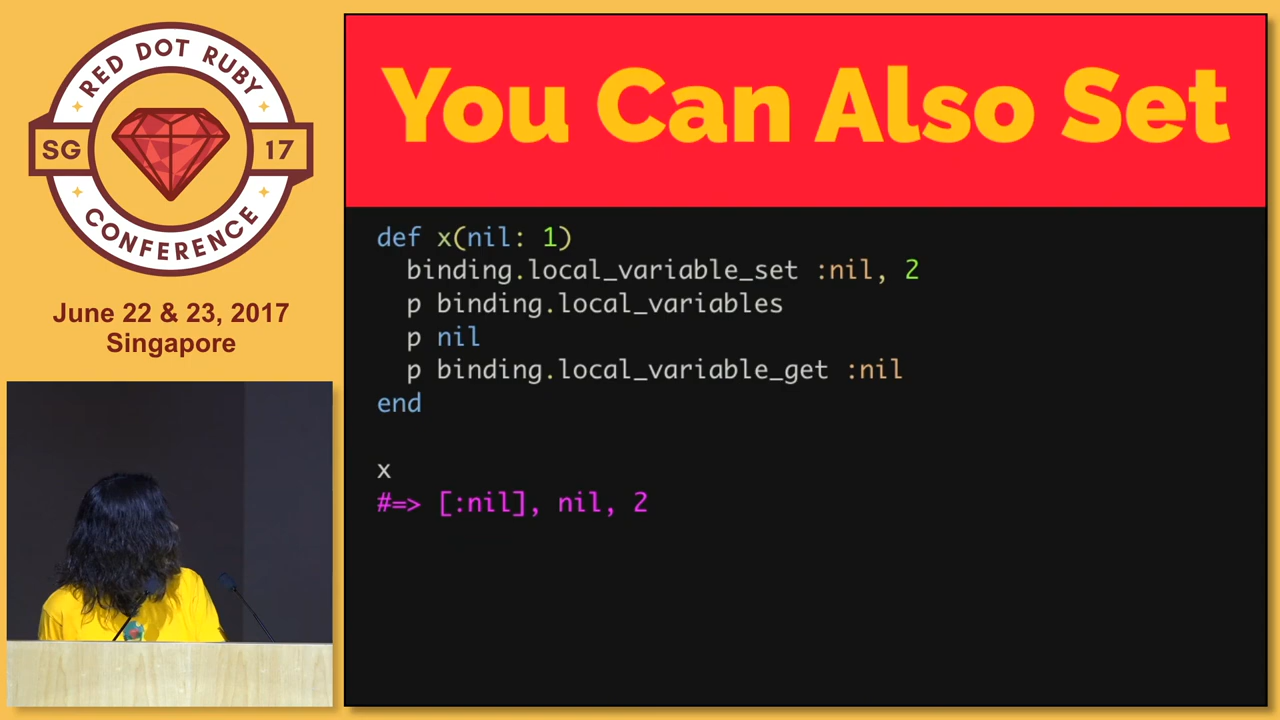 RED DOT RUBY
SG 17
CONFERENCE
June 22 & 23, 2017
Singapore
You Can Also Set
def x(nil: 1)
  binding.local_variable_set :nil, 2
  p binding.local_variables
  p nil
  p binding.local_variable_get :nil
end
x
#=> [:nil], nil, 2